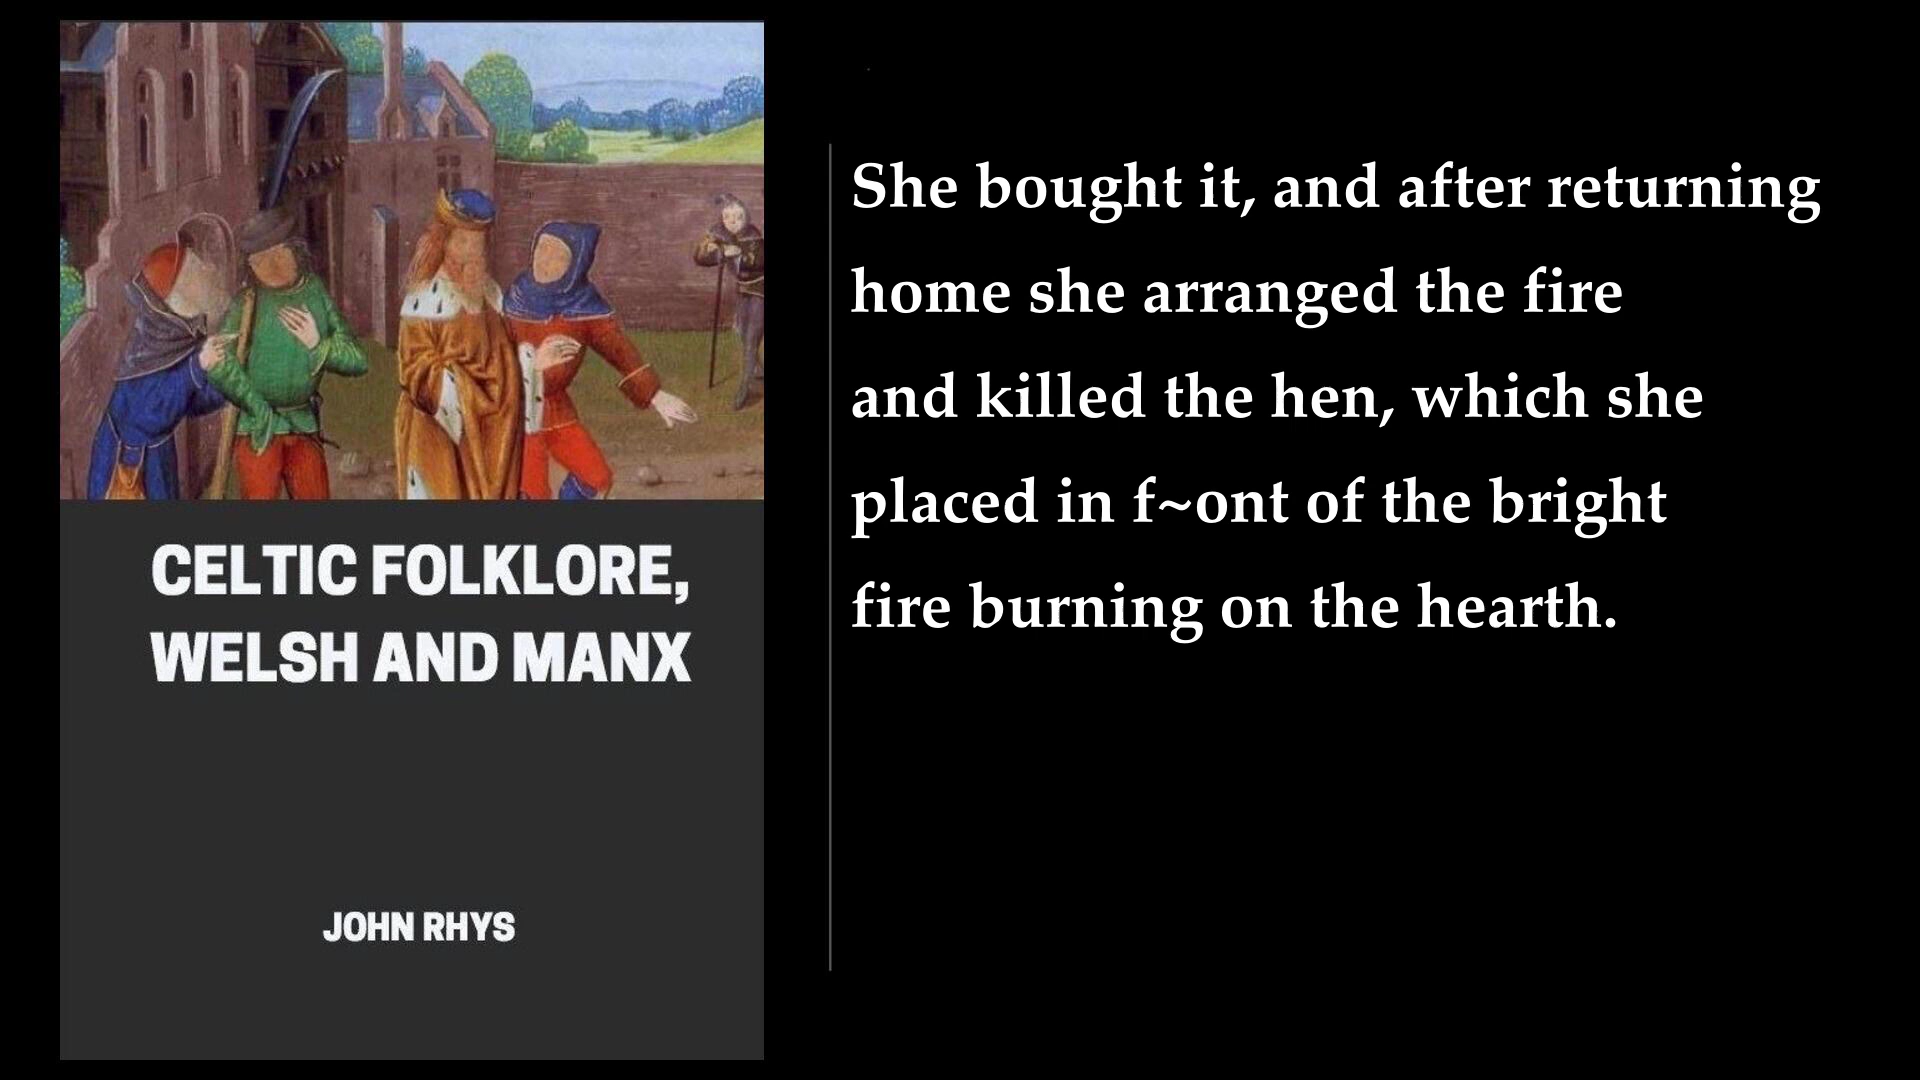 CELTIC FOLKLORE,
WELSH AND MANX
JOHN RHYS
She bought it, and after returning
home she arranged the fire
and killed the hen, which she
placed in f~ont of the bright
fire burning on the hearth.